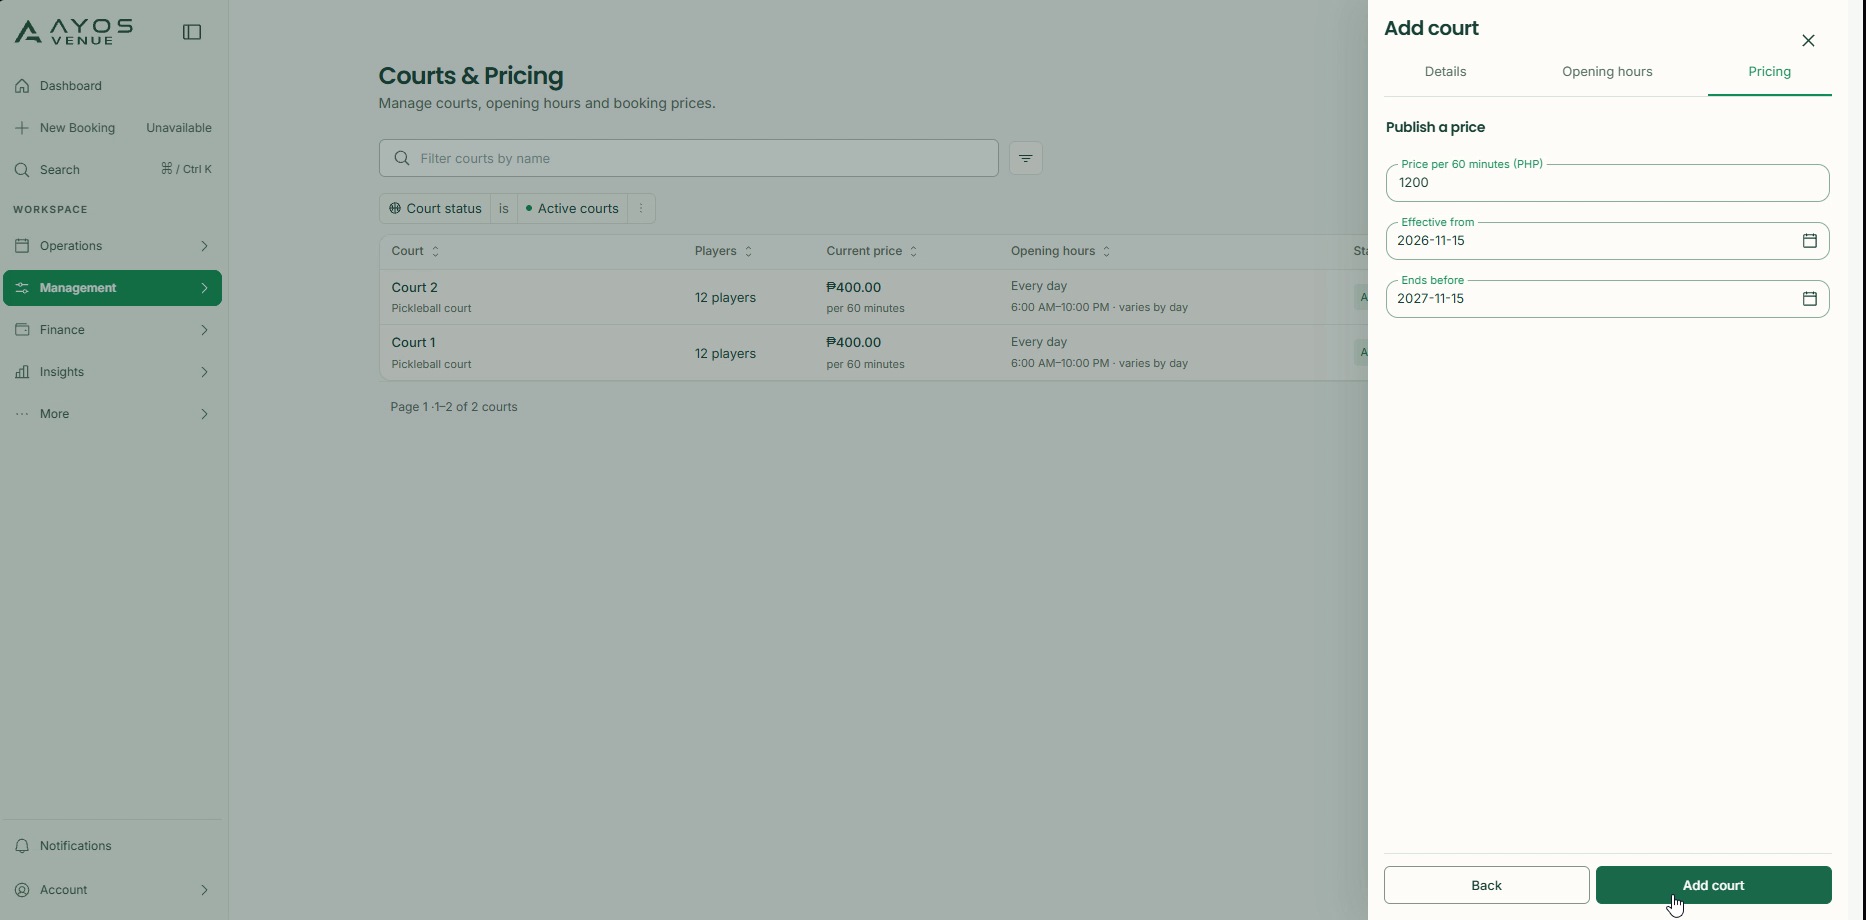 AYOS
VENUE
Dashboard
New Booking Unavailable
Search ⌘ / Ctrl K
WORKSPACE
Operations
Management
Finance
Insights
More
Notifications
Account
Courts & Pricing
Manage courts, opening hours and booking prices.
Filter courts by name
Court status is Active courts
Court Players Current price Opening hours Sta
Court 2 12 players ₱400.00 Every day A
Pickleball court per 60 minutes 6:00 AM–10:00 PM · varies by day
Court 1 12 players ₱400.00 Every day A
Pickleball court per 60 minutes 6:00 AM–10:00 PM · varies by day
Page 1 ·1–2 of 2 courts
Add court
Details Opening hours Pricing
Publish a price
Price per 60 minutes (PHP)
1200
Effective from
2026-11-15
Ends before
2027-11-15
Back Add court